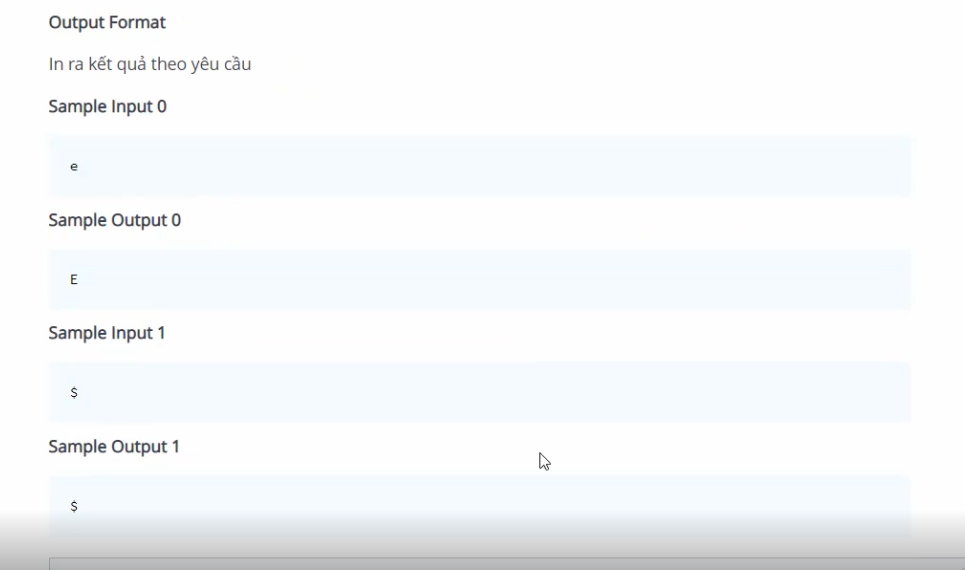 Output Format
In ra kết quả theo yêu cầu
Sample Input 0
e
Sample Output 0
E
Sample Input 1
$
Sample Output 1
$